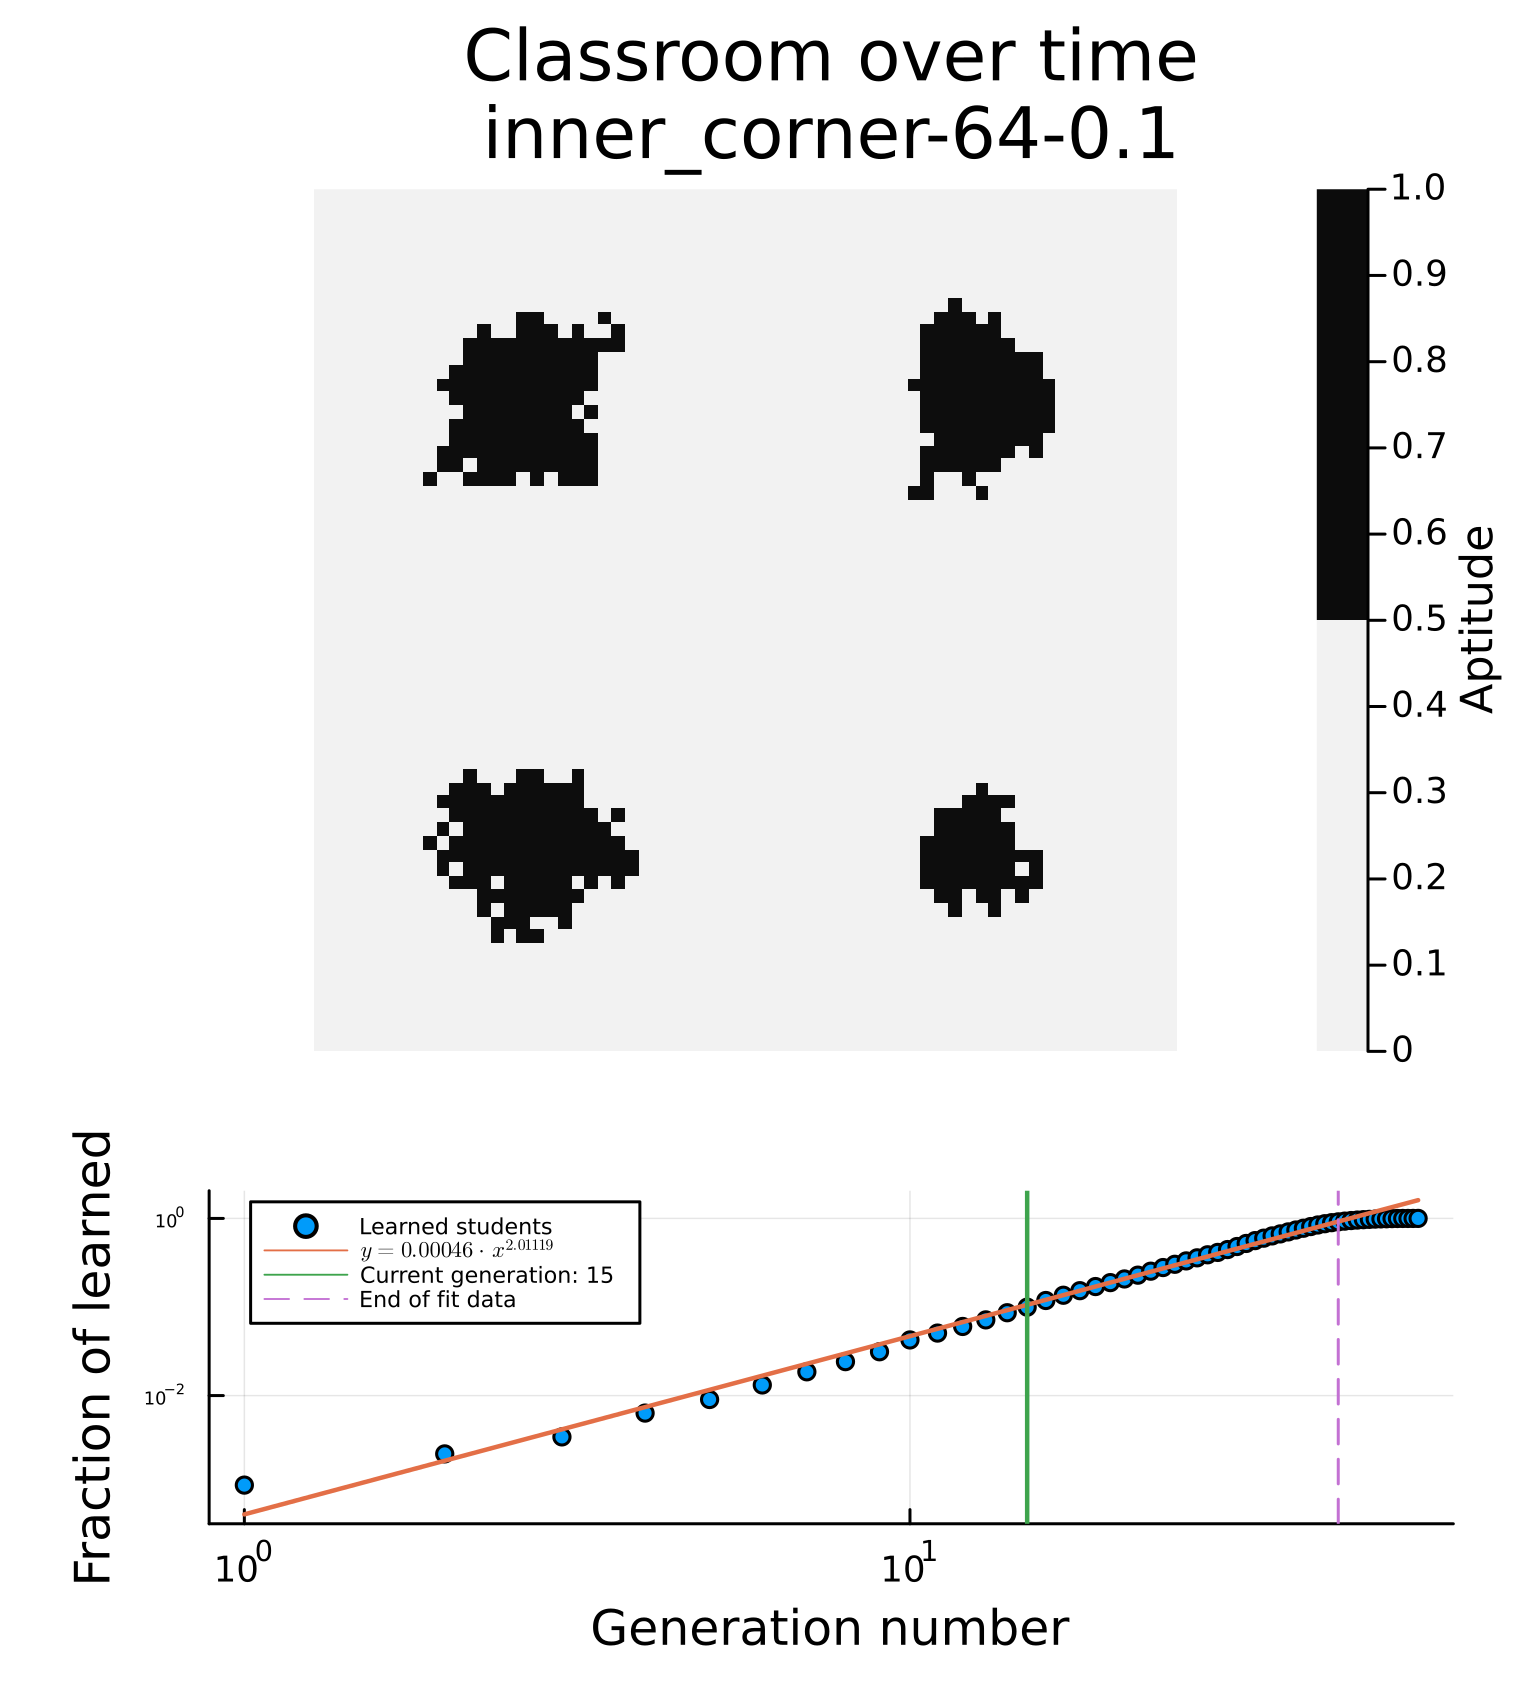 Classroom over time
inner_corner-64-0.1
1.0
0.9
0.8
0.7
0.6
0.5
0.4
0.3
0.2
0.1
0
Aptitude
Fraction of learned
10⁰
10⁻²
Learned students
y = 0.00046 · x^2.01119
Current generation: 15
End of fit data
10⁰
10¹
Generation number